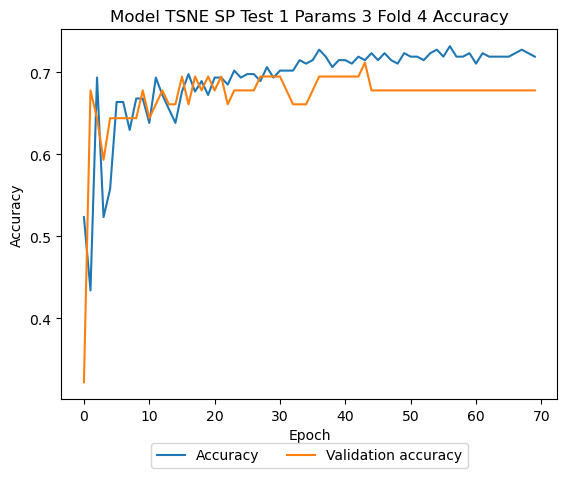 Model TSNE SP Test 1 Params 3 Fold 4 Accuracy
0.7
0.6
0.5
0.4
Accuracy
0 10 20 30 40 50 60 70
Epoch
Accuracy Validation accuracy